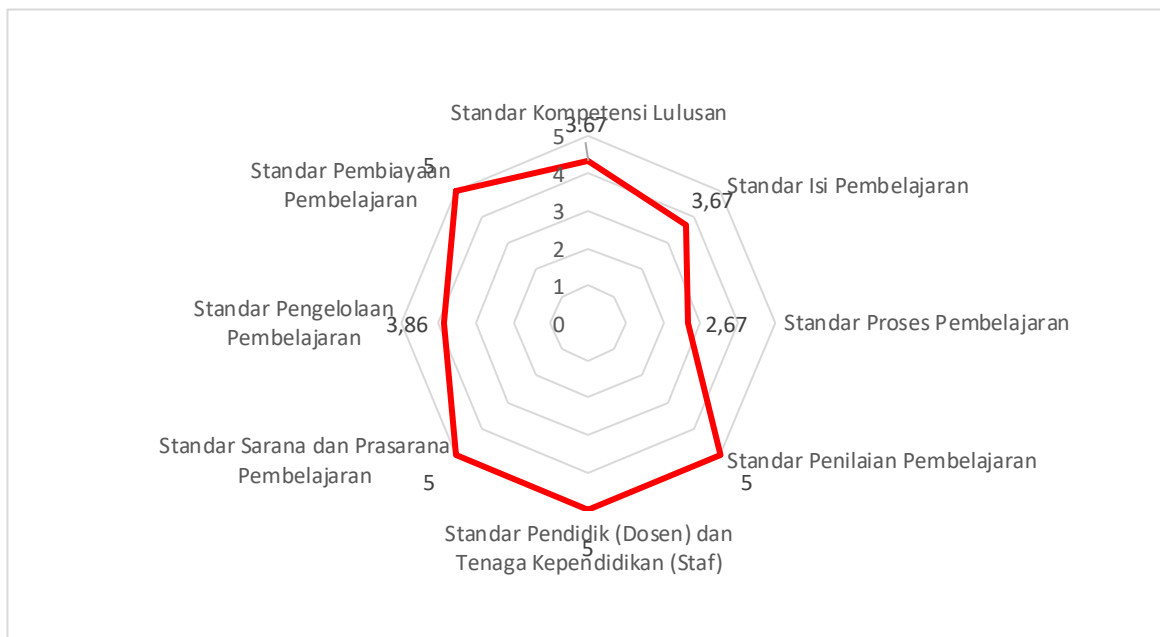 Standar Kompetensi Lulusan
3.67
5
4
3
2
1
0
Standar Isi Pembelajaran
3,67
Standar Proses Pembelajaran
2,67
Standar Penilaian Pembelajaran
5
Standar Pendidik (Dosen) dan
Tenaga Kependidikan (Staf)
5
Standar Sarana dan Prasarana
Pembelajaran
5
Standar Pengelolaan
Pembelajaran
3,86
Standar Pembiayaan
Pembelajaran
5